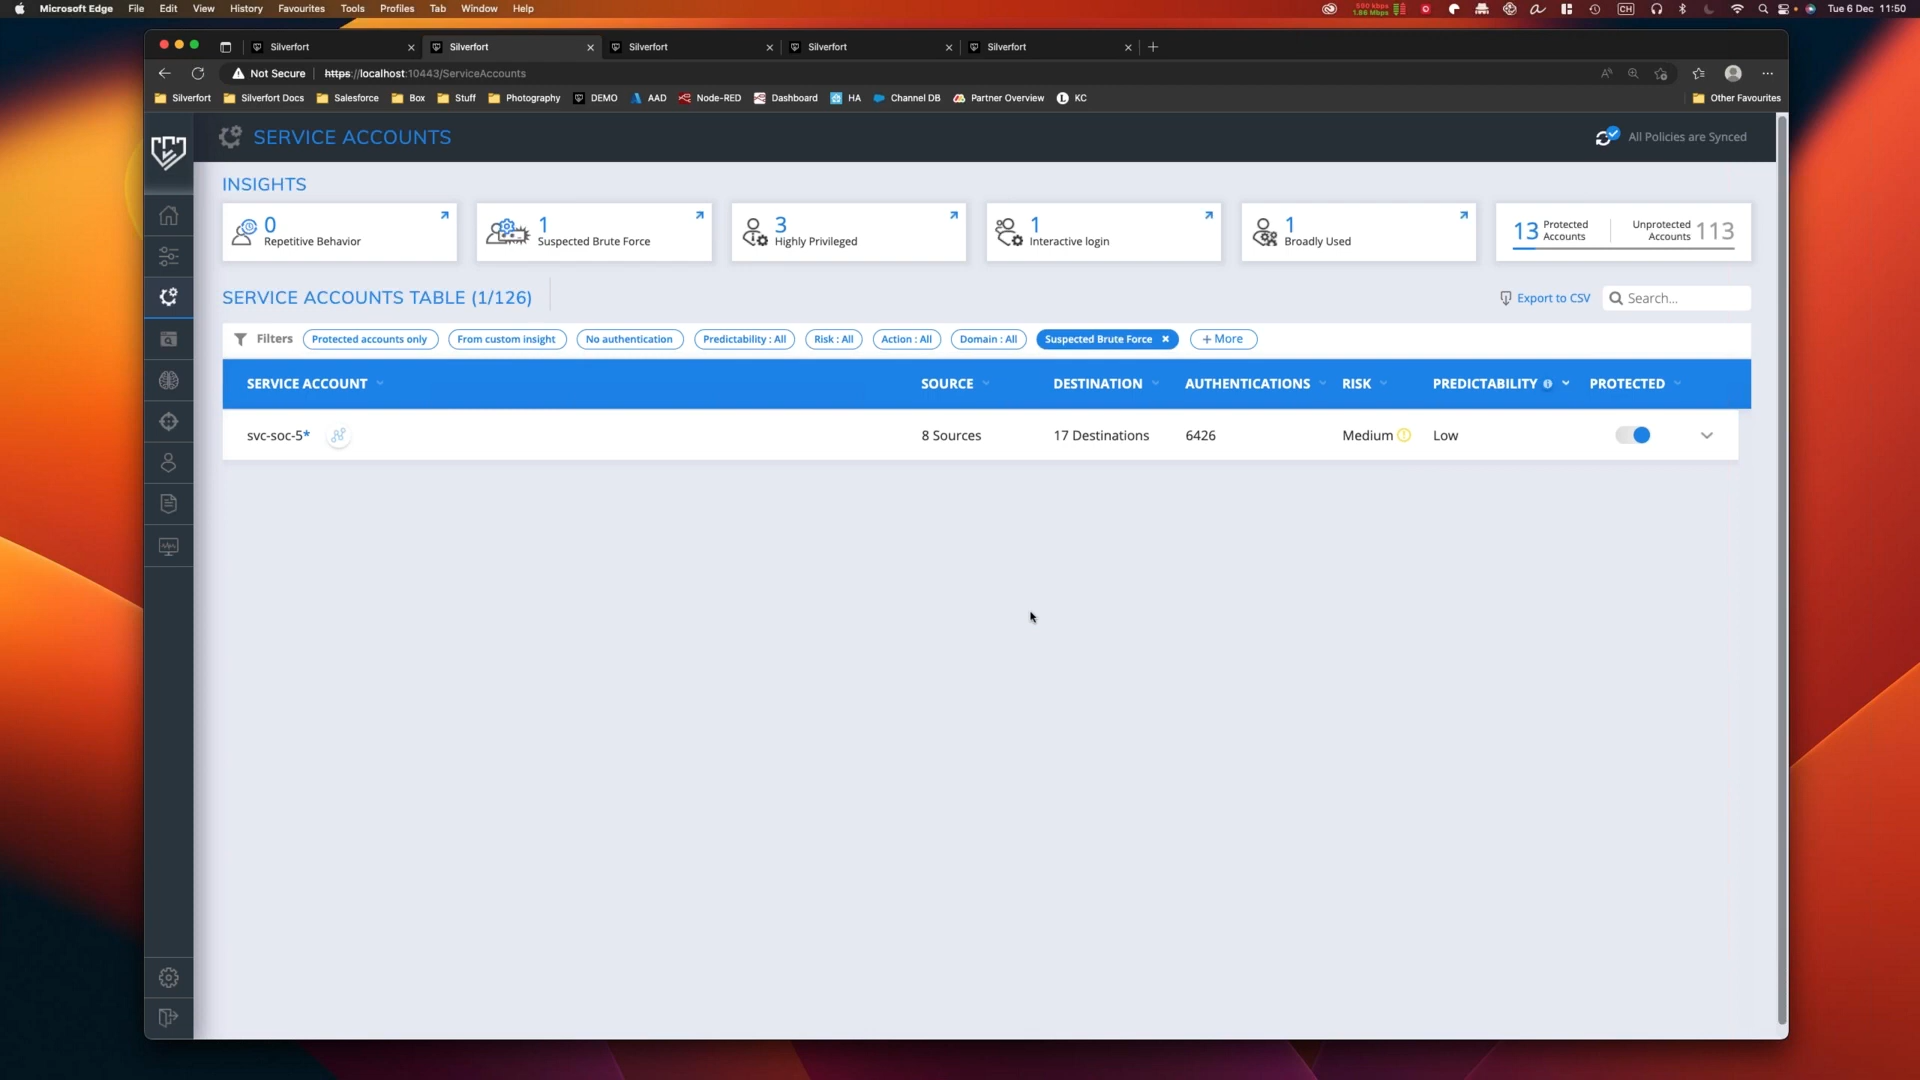 Microsoft Edge File Edit View History Favourites Tools Profiles Tab Window Help CH Tue 6 Dec 11:50
Silverfort Silverfort Silverfort Silverfort Silverfort
Not Secure https://localhost:10443/ServiceAccounts
Silverfort Silverfort Docs Salesforce Box Stuff Photography DEMO AAD Node-RED Dashboard HA Channel DB Partner Overview KC Other Favourites
SERVICE ACCOUNTS All Policies are Synced
INSIGHTS
0 Repetitive Behavior
1 Suspected Brute Force
3 Highly Privileged
1 Interactive login
1 Broadly Used
13 Protected Accounts Unprotected Accounts 113
SERVICE ACCOUNTS TABLE (1/126) Export to CSV Search...
Filters Protected accounts only From custom insight No authentication Predictability : All Risk : All Action : All Domain : All Suspected Brute Force × + More
SERVICE ACCOUNT SOURCE DESTINATION AUTHENTICATIONS RISK PREDICTABILITY PROTECTED
svc-soc-5* 8 Sources 17 Destinations 6426 Medium Low